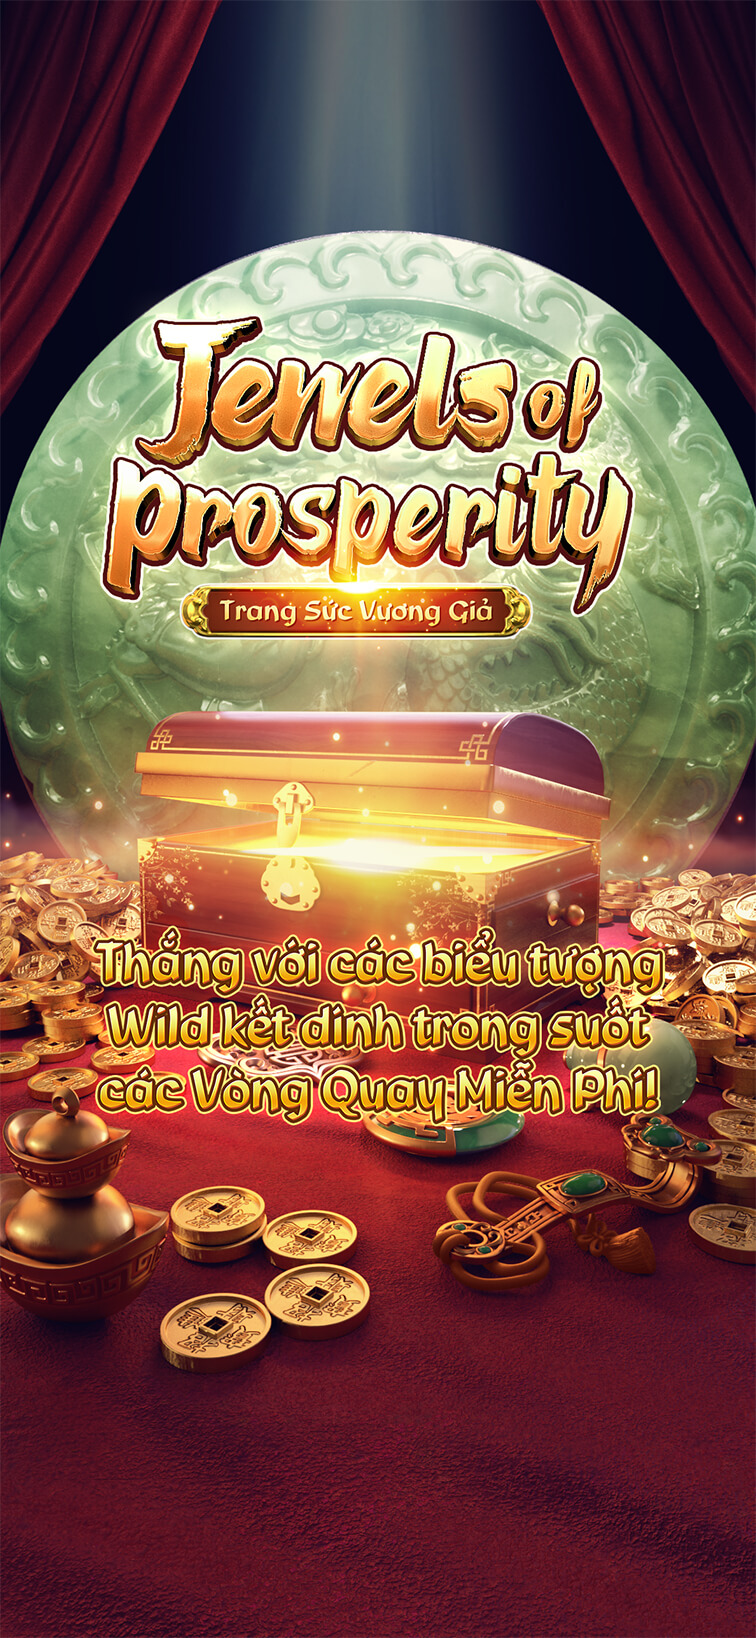 Jewels of
Prosperity
Trang Sức Vương Giả
Thắng với các biểu tượng
Wild kết dính trong suốt
các Vòng Quay Miễn Phí!